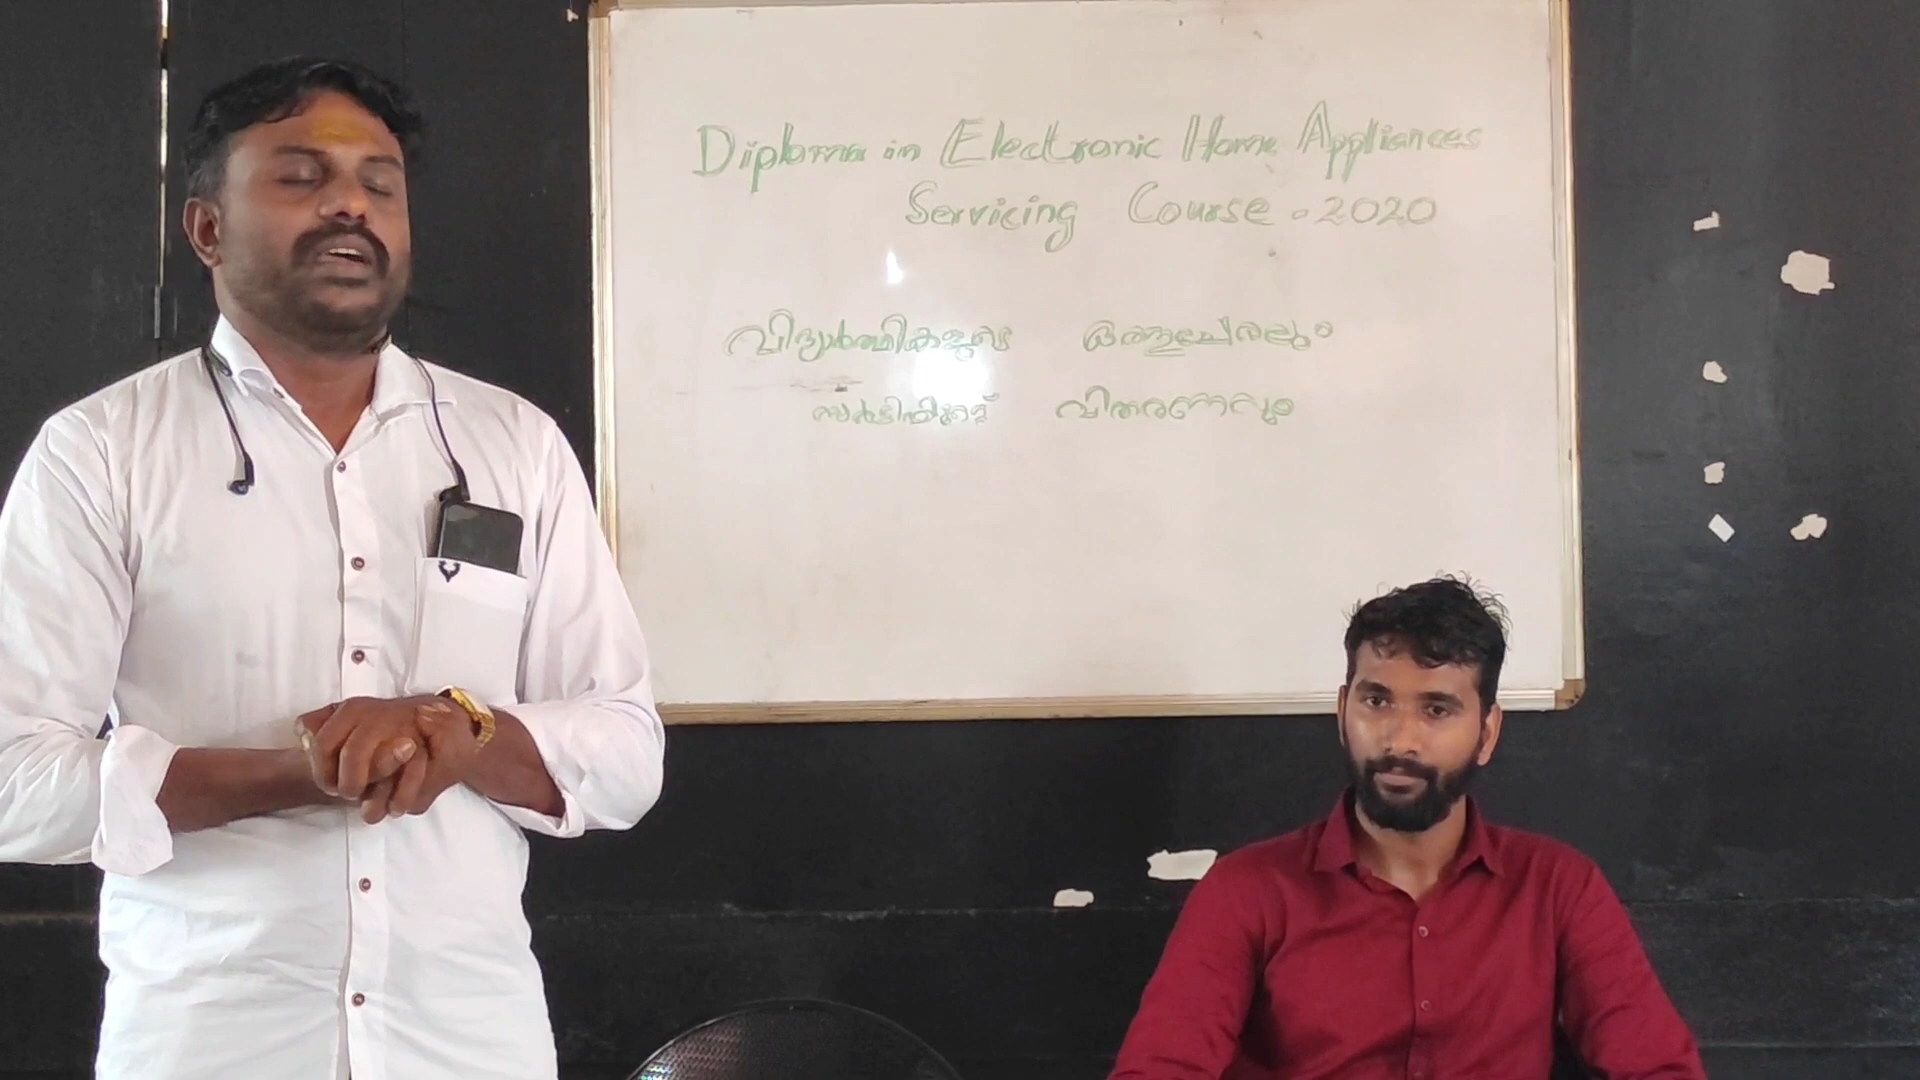 Diploma in Electronic Home Appliances
Servicing Course - 2020
വിദ്യാർത്ഥികളുടെ ഒത്തുചേരലും
സർട്ടിഫിക്കറ്റ് വിതരണവും